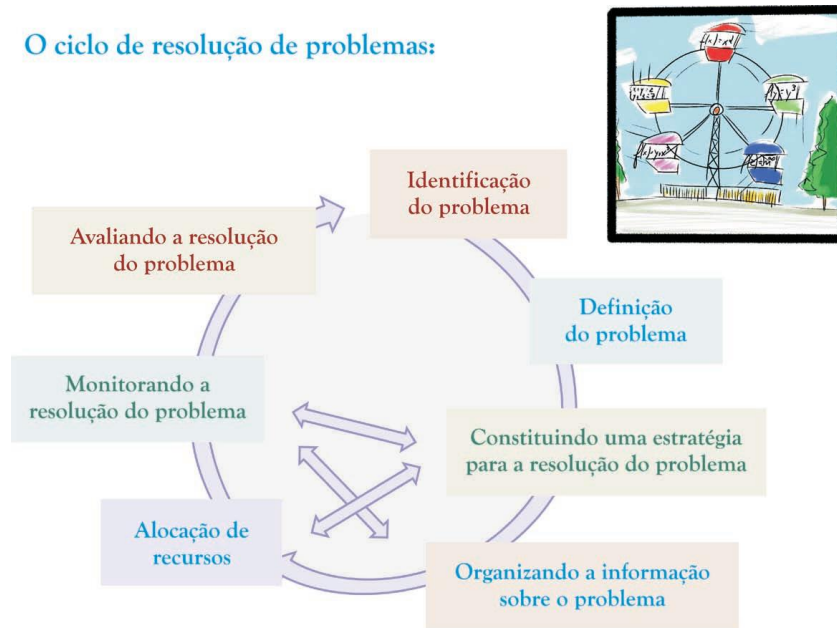 O ciclo de resolução de problemas:
Identificação
do problema
Definição
do problema
Constituindo uma estratégia
para a resolução do problema
Organizando a informação
sobre o problema
Alocação de
recursos
Monitorando a
resolução do problema
Avaliando a resolução
do problema